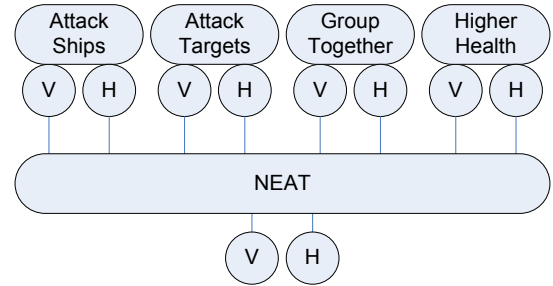 Attack Attack Group Higher
Ships Targets Together Health
V H V H V H V H
NEAT
V H